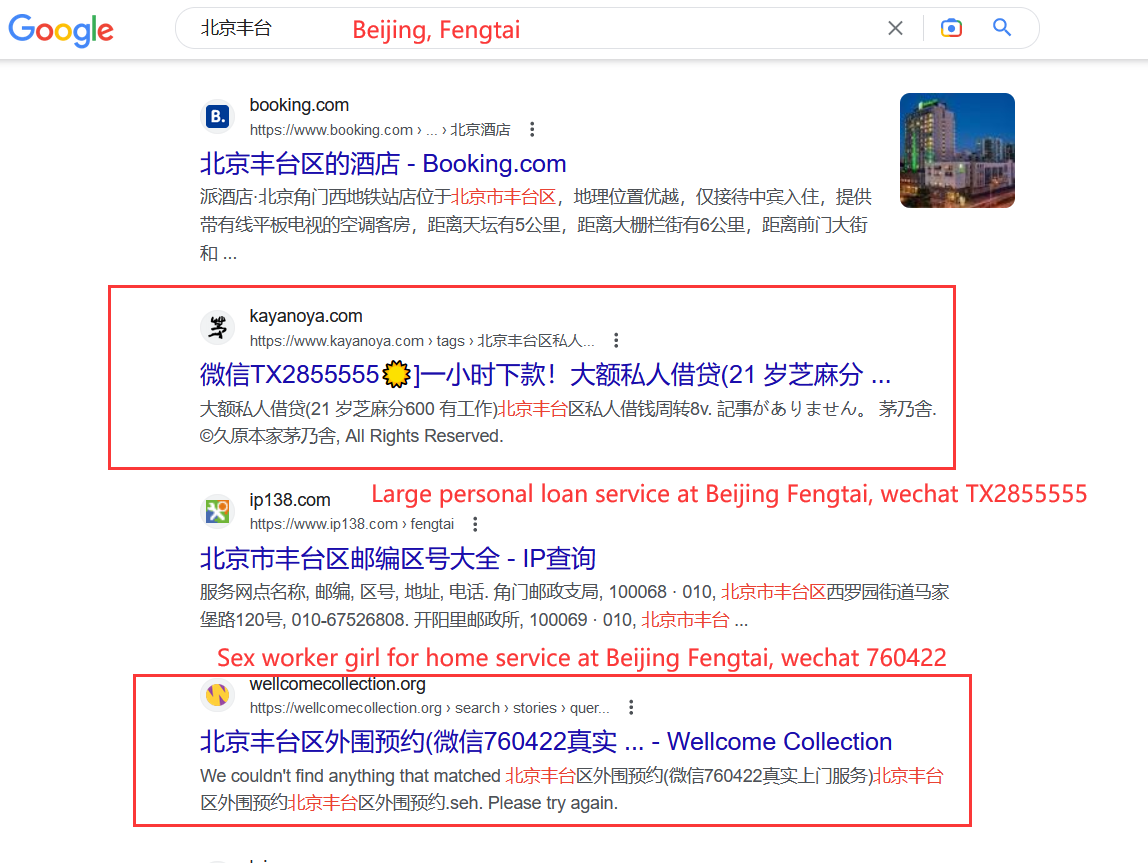 Google
北京丰台
Beijing, Fengtai
B.
booking.com
https://www.booking.com › ... › 北京酒店
北京丰台区的酒店 - Booking.com
派酒店·北京角门西地铁站店位于北京市丰台区，地理位置优越，仅接待中宾入住，提供
带有线平板电视的空调客房，距离天坛有5公里，距离大栅栏街有6公里，距离前门大街
和 ...
茅
kayanoya.com
https://www.kayanoya.com › tags › 北京丰台区私人...
微信TX2855555]一小时下款！大额私人借贷(21 岁芝麻分 ...
大额私人借贷(21 岁芝麻分600 有工作)北京丰台区私人借钱周转8v. 記事がありません。 茅乃舎.
©久原本家茅乃舎, All Rights Reserved.
ip138.com
Large personal loan service at Beijing Fengtai, wechat TX2855555
https://www.ip138.com › fengtai
北京市丰台区邮编区号大全 - IP查询
服务网点名称, 邮编, 区号, 地址, 电话. 角门邮政支局, 100068 · 010, 北京市丰台区西罗园街道马家
堡路120号, 010-67526808. 开阳里邮政所, 100069 · 010, 北京市丰台 ...
Sex worker girl for home service at Beijing Fengtai, wechat 760422
wellcomecollection.org
https://wellcomecollection.org › search › stories › quer...
北京丰台区外围预约(微信760422真实 ... - Wellcome Collection
We couldn't find anything that matched 北京丰台区外围预约(微信760422真实上门服务)北京丰台
区外围预约北京丰台区外围预约.seh. Please try again.